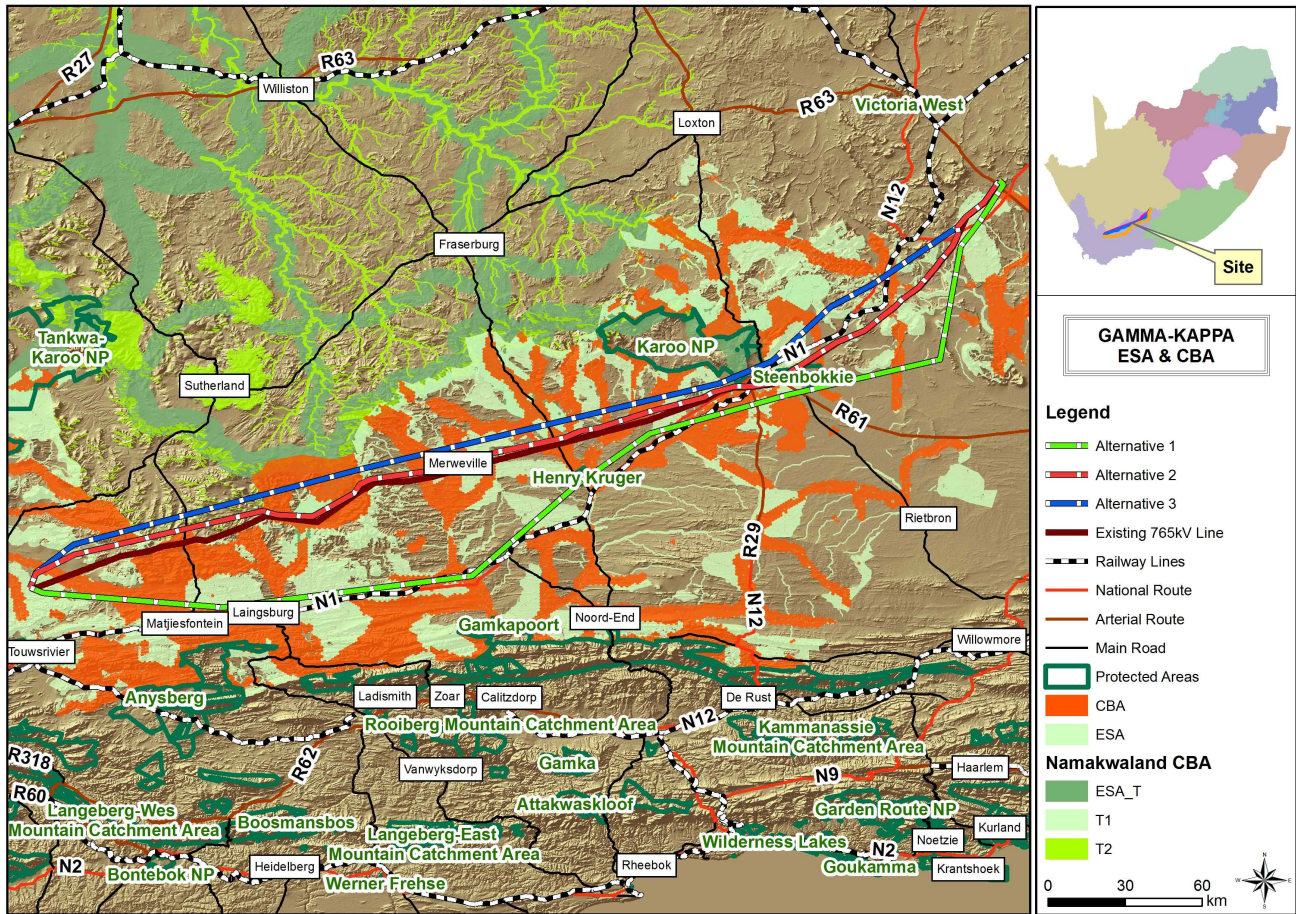 R27
R63
Williston
Victoria West
R63
Loxton
N12
Fraserburg
Tankwa-
Karoo NP
Karoo NP
N1
Steenbokkie
Sutherland
R61
Merweville
Henry Kruger
Rietbron
R29
N12
N1
Laingsburg
Matjiesfontein
Gamkapoort
Noord-End
Touwsrivier
Willowmore
Anysberg
Ladismith
Zoar
Calitzdorp
De Rust
Rooiberg Mountain Catchment Area
N12
Kammanassie
Mountain Catchment Area
R318
R62
Vanwyksdorp
Gamka
N9
Haarlem
R60
Langeberg-Wes
Mountain Catchment Area
Boosmansbos
Attakwaskloof
Garden Route NP
Langeberg-East
Mountain Catchment Area
Wilderness Lakes
Noetzie
Kurland
N2
Bontebok NP
Heidelberg
Werner Frehse
Rheebok
N2
Goukamma
Krantshoek
Site
GAMMA-KAPPA
ESA & CBA
Legend
Alternative 1
Alternative 2
Alternative 3
Existing 765kV Line
Railway Lines
National Route
Arterial Route
Main Road
Protected Areas
CBA
ESA
Namakwaland CBA
ESA_T
T1
T2
N
W
E
S
0 30 60
km